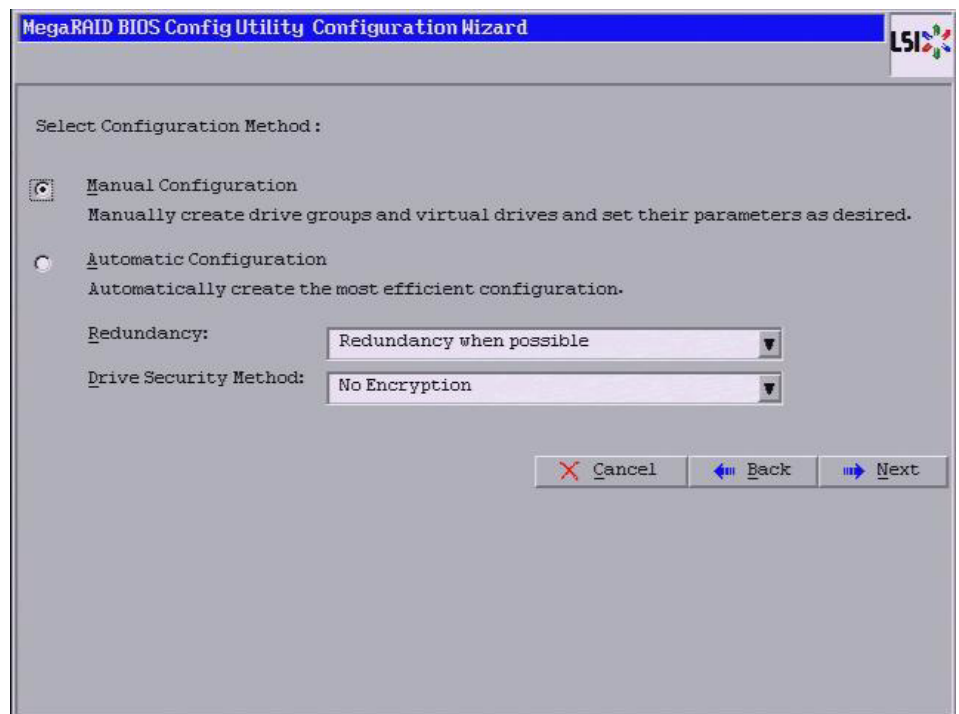 MegaRAID BIOS Config Utility Configuration Wizard
LSI
Select Configuration Method:
Manual Configuration
Manually create drive groups and virtual drives and set their parameters as desired.
Automatic Configuration
Automatically create the most efficient configuration.
Redundancy: Redundancy when possible
Drive Security Method: No Encryption
Cancel Back Next